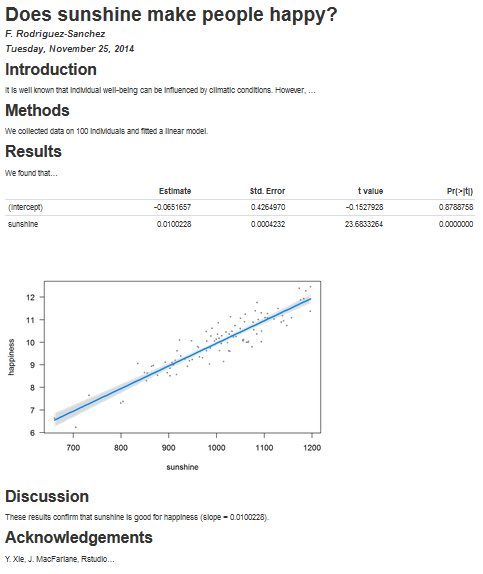 Does sunshine make people happy?
F. Rodriguez-Sanchez
Tuesday, November 25, 2014
Introduction
It is well known that individual well-being can be influenced by climatic conditions. However, ...
Methods
We collected data on 100 individuals and fitted a linear model.
Results
We found that...
Estimate Std. Error t value Pr(>|t|)
(Intercept) -0.0651657 0.4264970 -0.1527928 0.8788758
sunshine 0.0100228 0.0004232 23.6833264 0.0000000
12
11
10
9
8
7
6
happiness
700 800 900 1000 1100 1200
sunshine
Discussion
These results confirm that sunshine is good for happiness (slope = 0.0100228).
Acknowledgements
Y. Xie, J. MacFarlane, Rstudio...